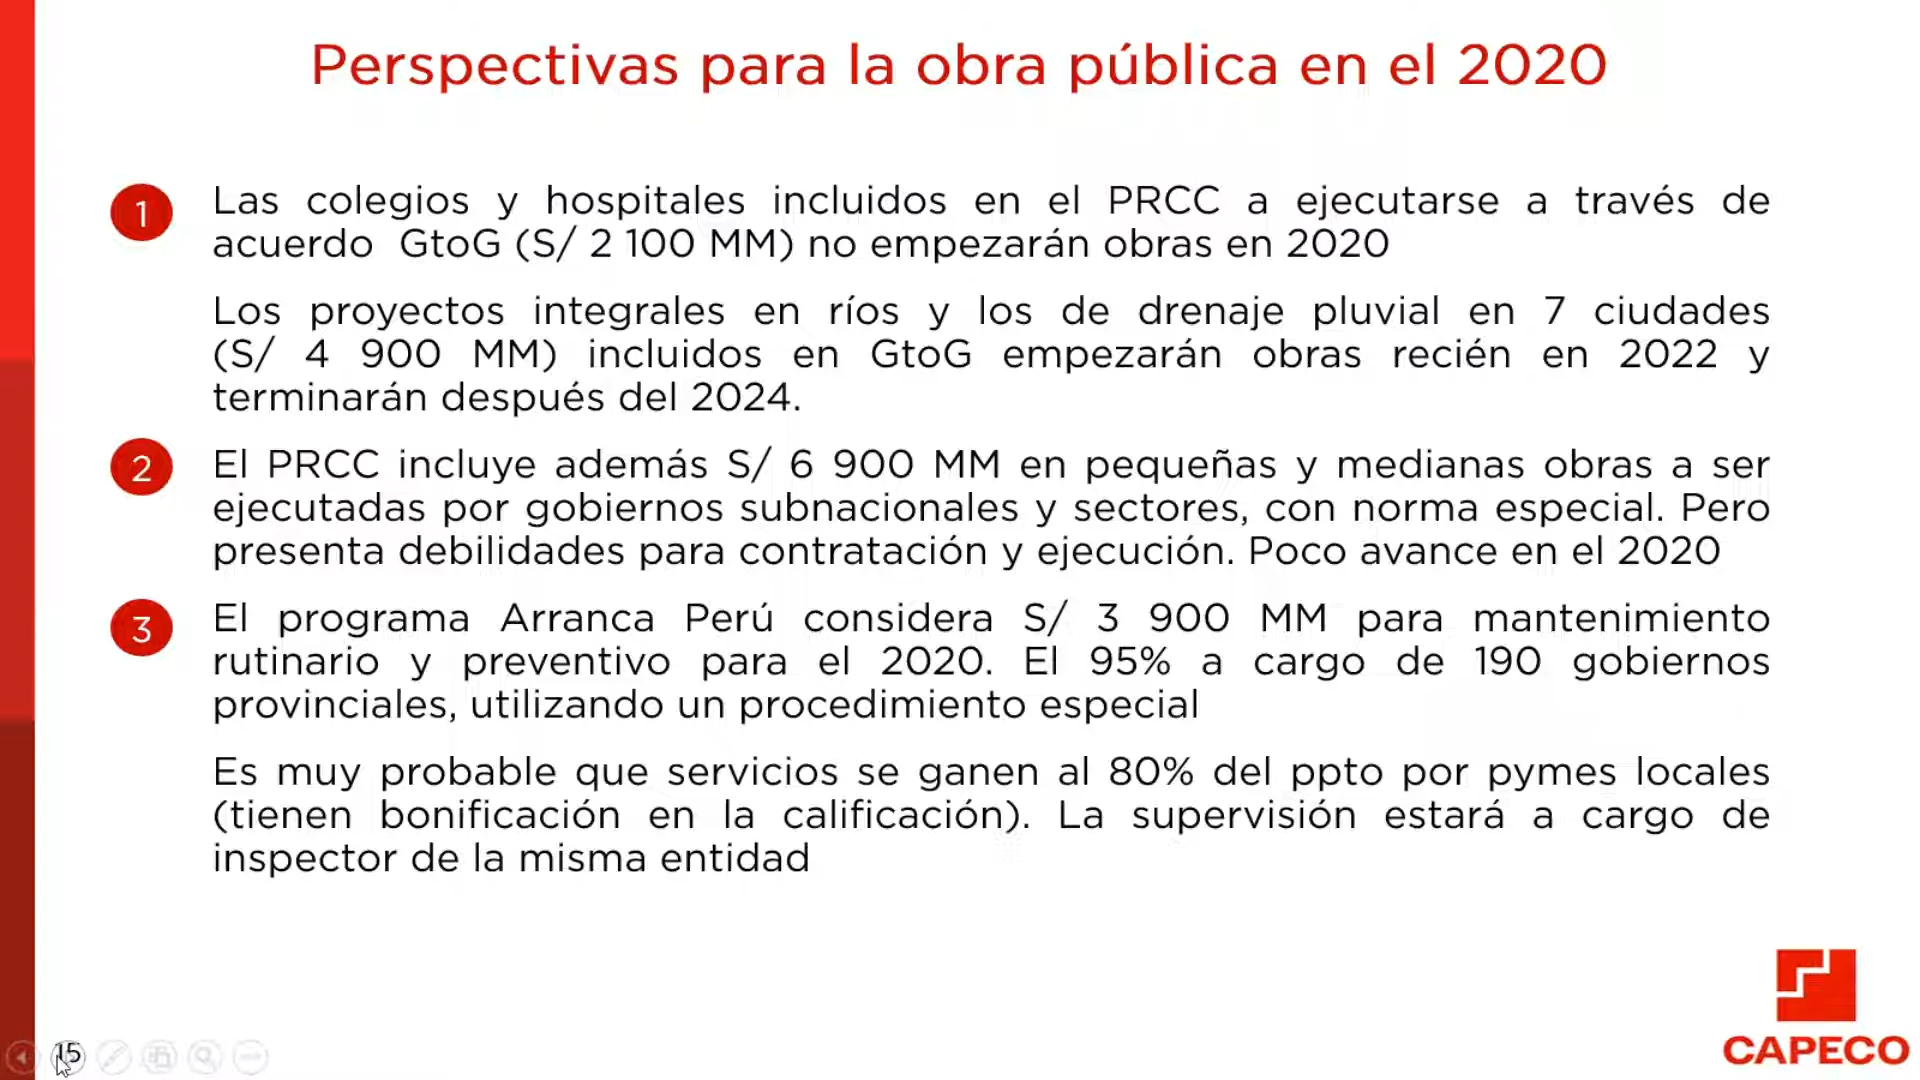 Perspectivas para la obra pública en el 2020
1
Las colegios y hospitales incluidos en el PRCC a ejecutarse a través de
acuerdo GtoG (S/ 2 100 MM) no empezarán obras en 2020
Los proyectos integrales en ríos y los de drenaje pluvial en 7 ciudades
(S/ 4 900 MM) incluidos en GtoG empezarán obras recién en 2022 y
terminarán después del 2024.
2
El PRCC incluye además S/ 6 900 MM en pequeñas y medianas obras a ser
ejecutadas por gobiernos subnacionales y sectores, con norma especial. Pero
presenta debilidades para contratación y ejecución. Poco avance en el 2020
3
El programa Arranca Perú considera S/ 3 900 MM para mantenimiento
rutinario y preventivo para el 2020. El 95% a cargo de 190 gobiernos
provinciales, utilizando un procedimiento especial
Es muy probable que servicios se ganen al 80% del ppto por pymes locales
(tienen bonificación en la calificación). La supervisión estará a cargo de
inspector de la misma entidad
15
CAPECO